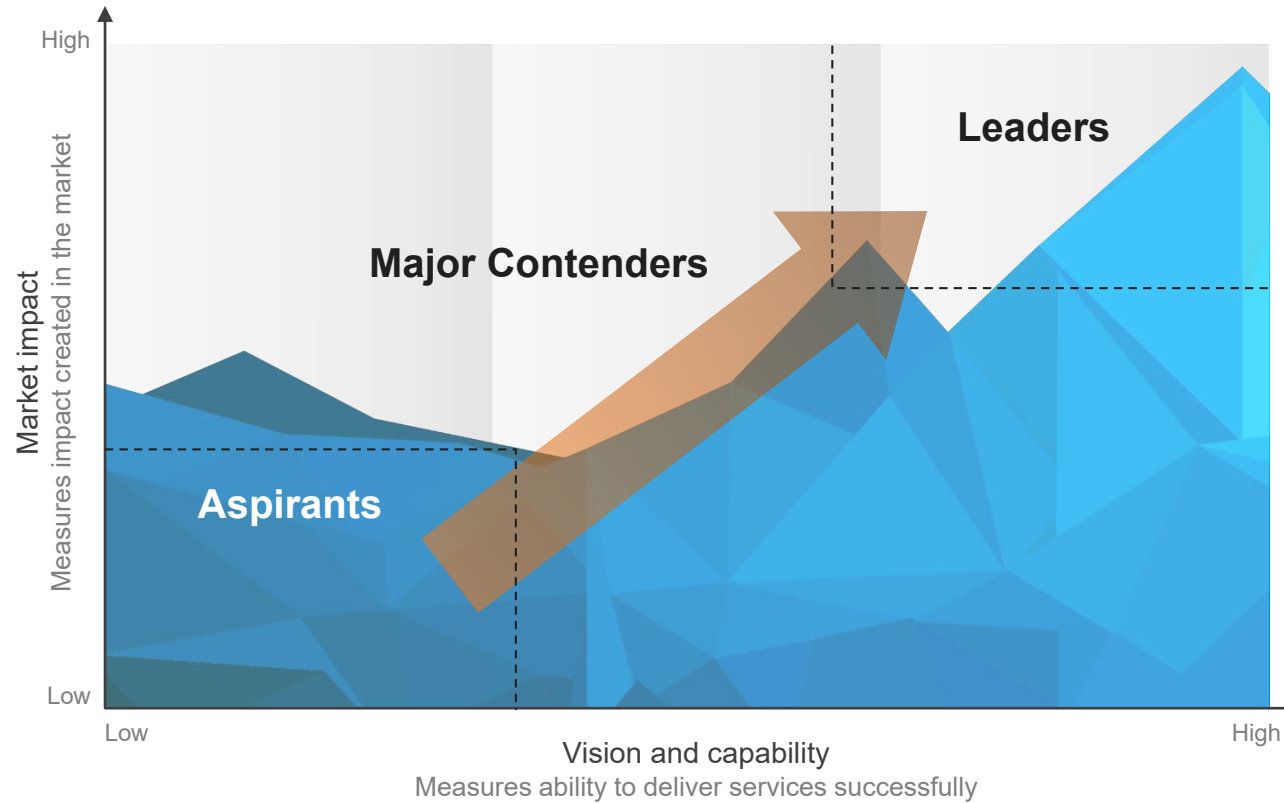 High
Leaders
Major Contenders
Market impact
Measures impact created in the market
Aspirants
Low
Low
High
Vision and capability
Measures ability to deliver services successfully